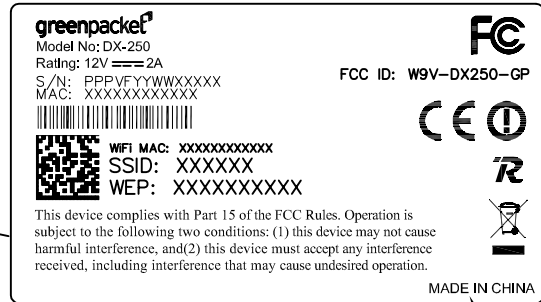 greenpacket
Model No: DX-250
Rating: 12V 2A
S/N: PPPVFYYWWXXXXX
MAC: XXXXXXXXXXXX
FC
FCC ID: W9V-DX250-GP
CE
WiFi MAC: XXXXXXXXXXXX
SSID: XXXXXX
WEP: XXXXXXXXXX
R
This device complies with Part 15 of the FCC Rules. Operation is
subject to the following two conditions: (1) this device may not cause
harmful interference, and(2) this device must accept any interference
received, including interference that may cause undesired operation.
MADE IN CHINA